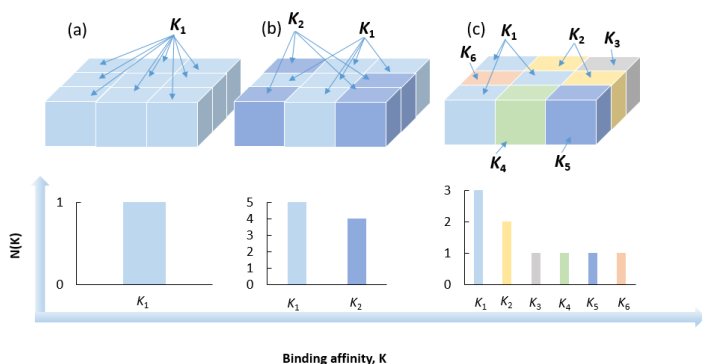 (a)
K1
(b)
K2
K1
(c)
K1
K2
K3
K6
K4
K5
N(K)
1
0
K1
5
4
3
2
1
0
K1 K2
3
2
1
0
K1 K2 K3 K4 K5 K6
Binding affinity, K